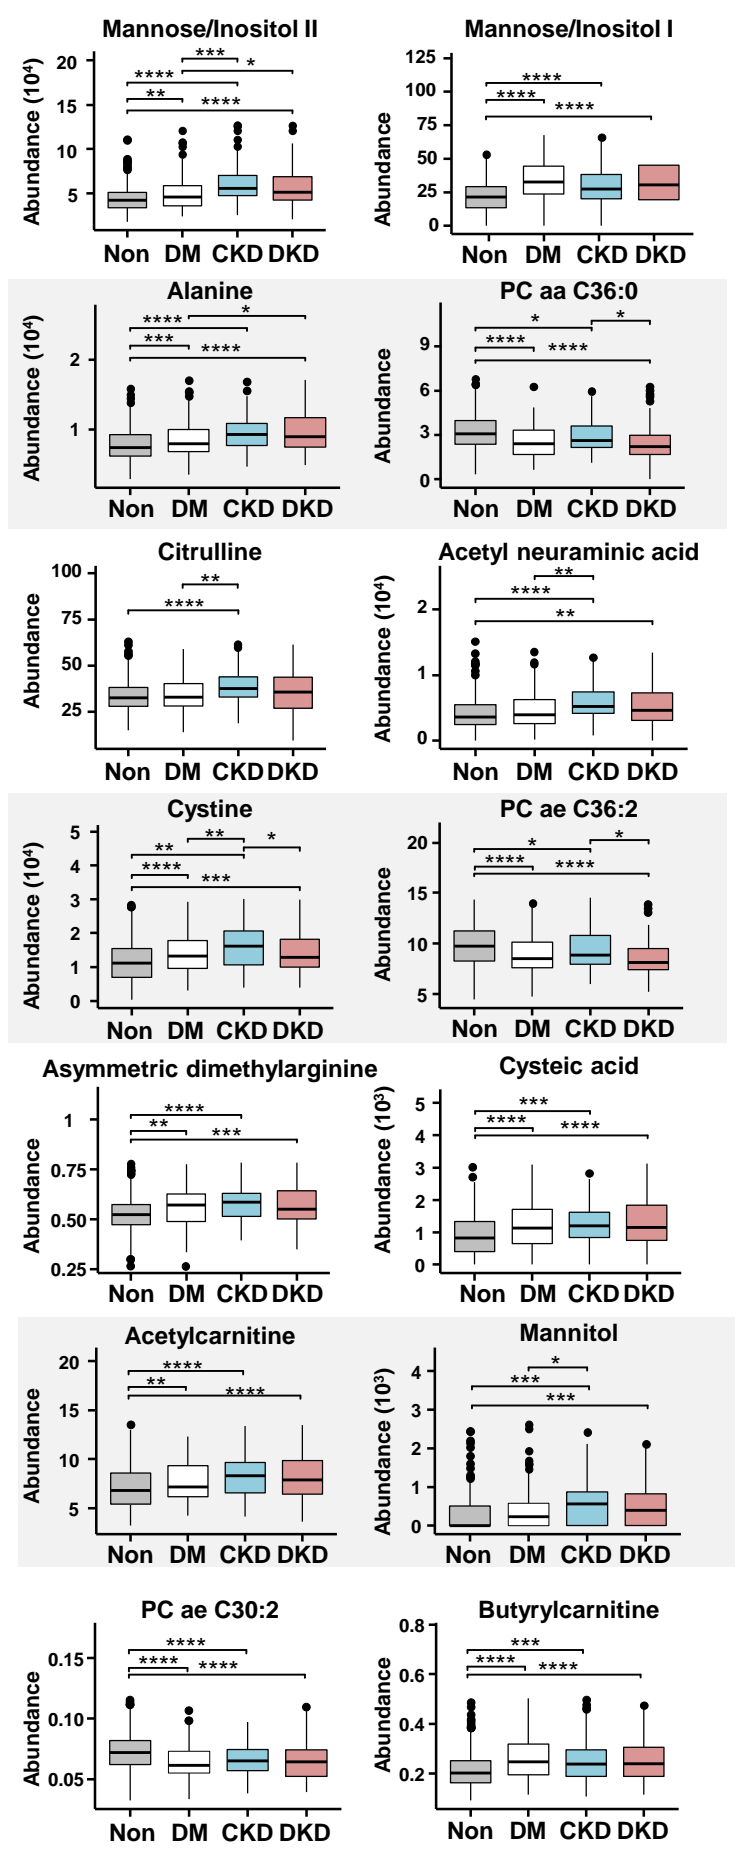 Mannose/Inositol II
Abundance (10⁴)
20
15
10
5
***
****
*
**
****
Non DM CKD DKD
Mannose/Inositol I
Abundance
125
100
75
50
25
0
****
****
****
Non DM CKD DKD
Alanine
Abundance (10⁴)
2
1
*
****
***
****
Non DM CKD DKD
PC aa C36:0
Abundance
9
6
3
0
*
*
****
****
Non DM CKD DKD
Citrulline
Abundance
100
75
50
25
**
****
Non DM CKD DKD
Acetyl neuraminic acid
Abundance (10⁴)
2
1
0
**
****
**
Non DM CKD DKD
Cystine
Abundance (10⁴)
5
4
3
2
1
0
**
*
**
****
***
Non DM CKD DKD
PC ae C36:2
Abundance
20
15
10
5
*
*
****
****
Non DM CKD DKD
Asymmetric dimethylarginine
Abundance
1
0.75
0.50
0.25
****
**
***
Non DM CKD DKD
Cysteic acid
Abundance (10³)
5
4
3
2
1
0
***
****
****
Non DM CKD DKD
Acetylcarnitine
Abundance
20
15
10
5
****
**
****
Non DM CKD DKD
Mannitol
Abundance (10³)
4
3
2
1
0
*
***
***
Non DM CKD DKD
PC ae C30:2
Abundance
0.15
0.10
0.05
****
****
****
Non DM CKD DKD
Butyrylcarnitine
Abundance
0.8
0.6
0.4
0.2
***
****
****
Non DM CKD DKD